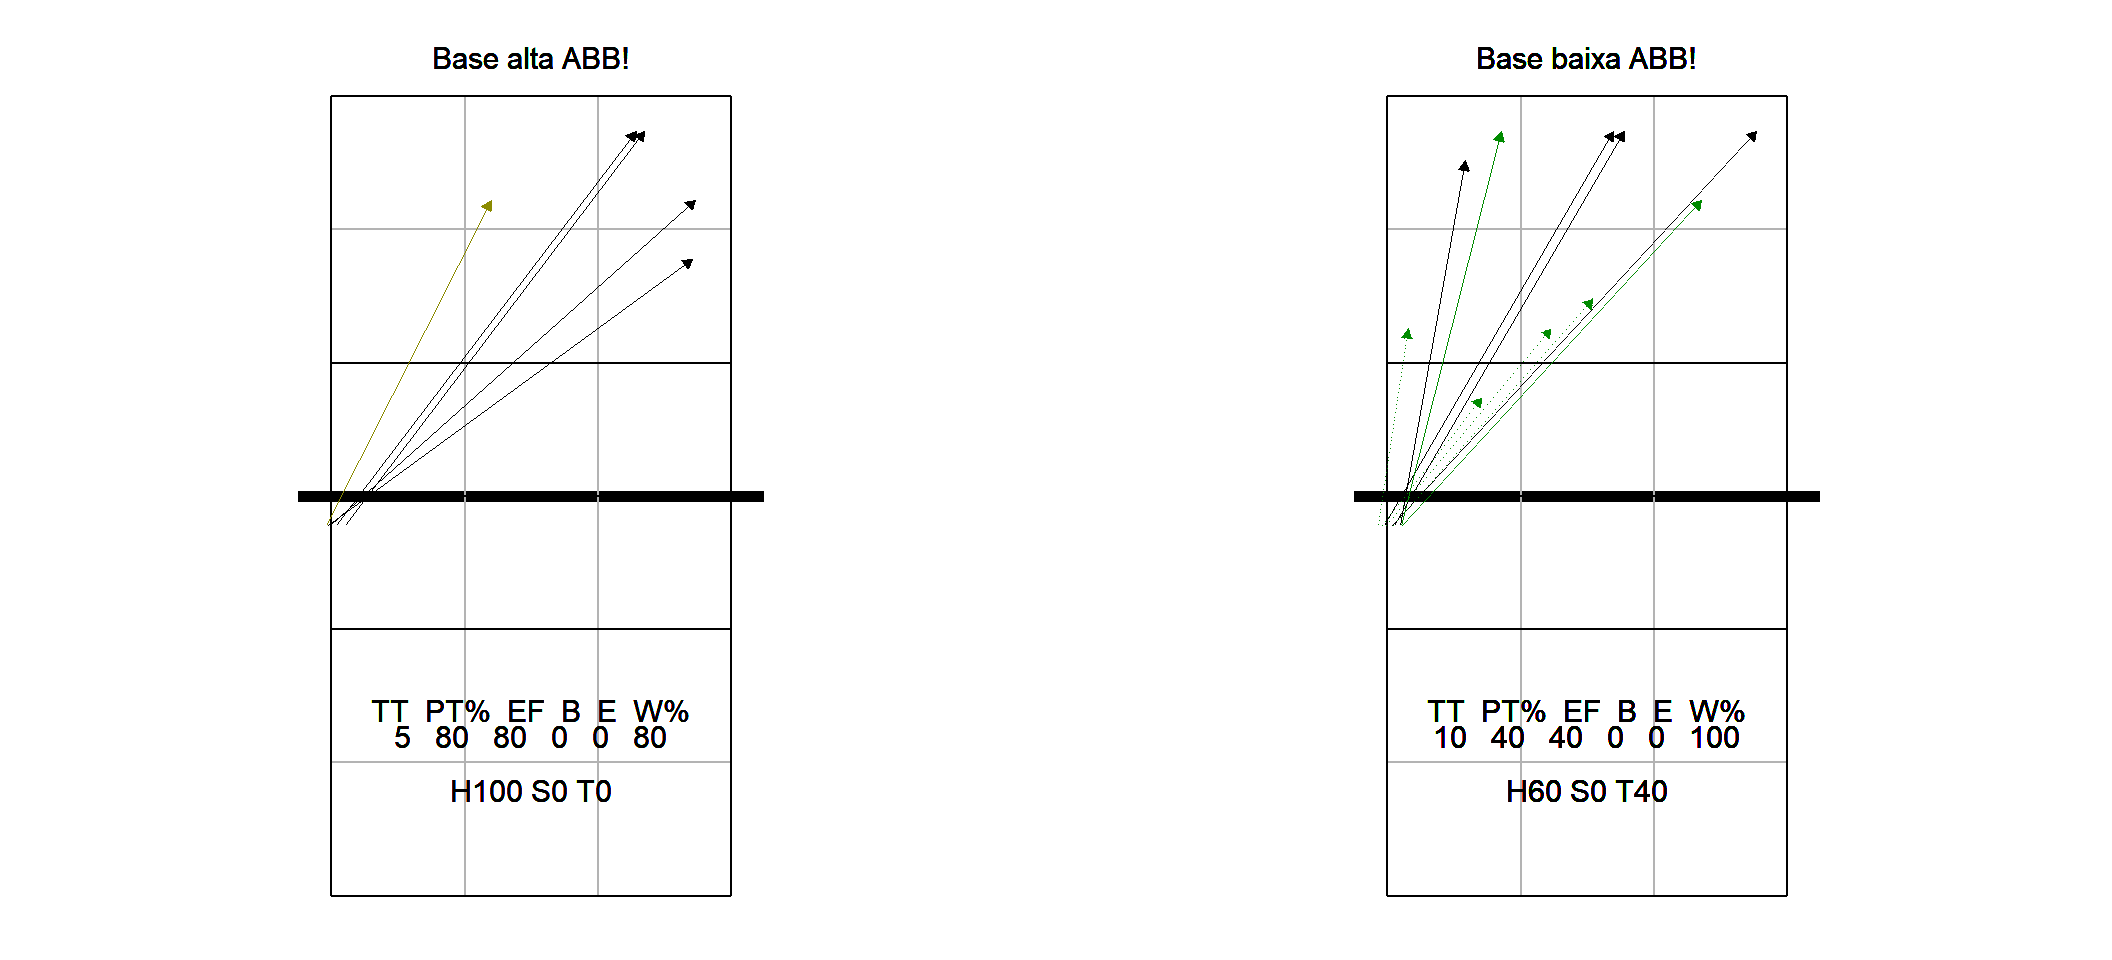 Base alta ABB!
TT PT% EF B E W%
5 80 80 0 0 80
H100 S0 T0
Base baixa ABB!
TT PT% EF B E W%
10 40 40 0 0 100
H60 S0 T40